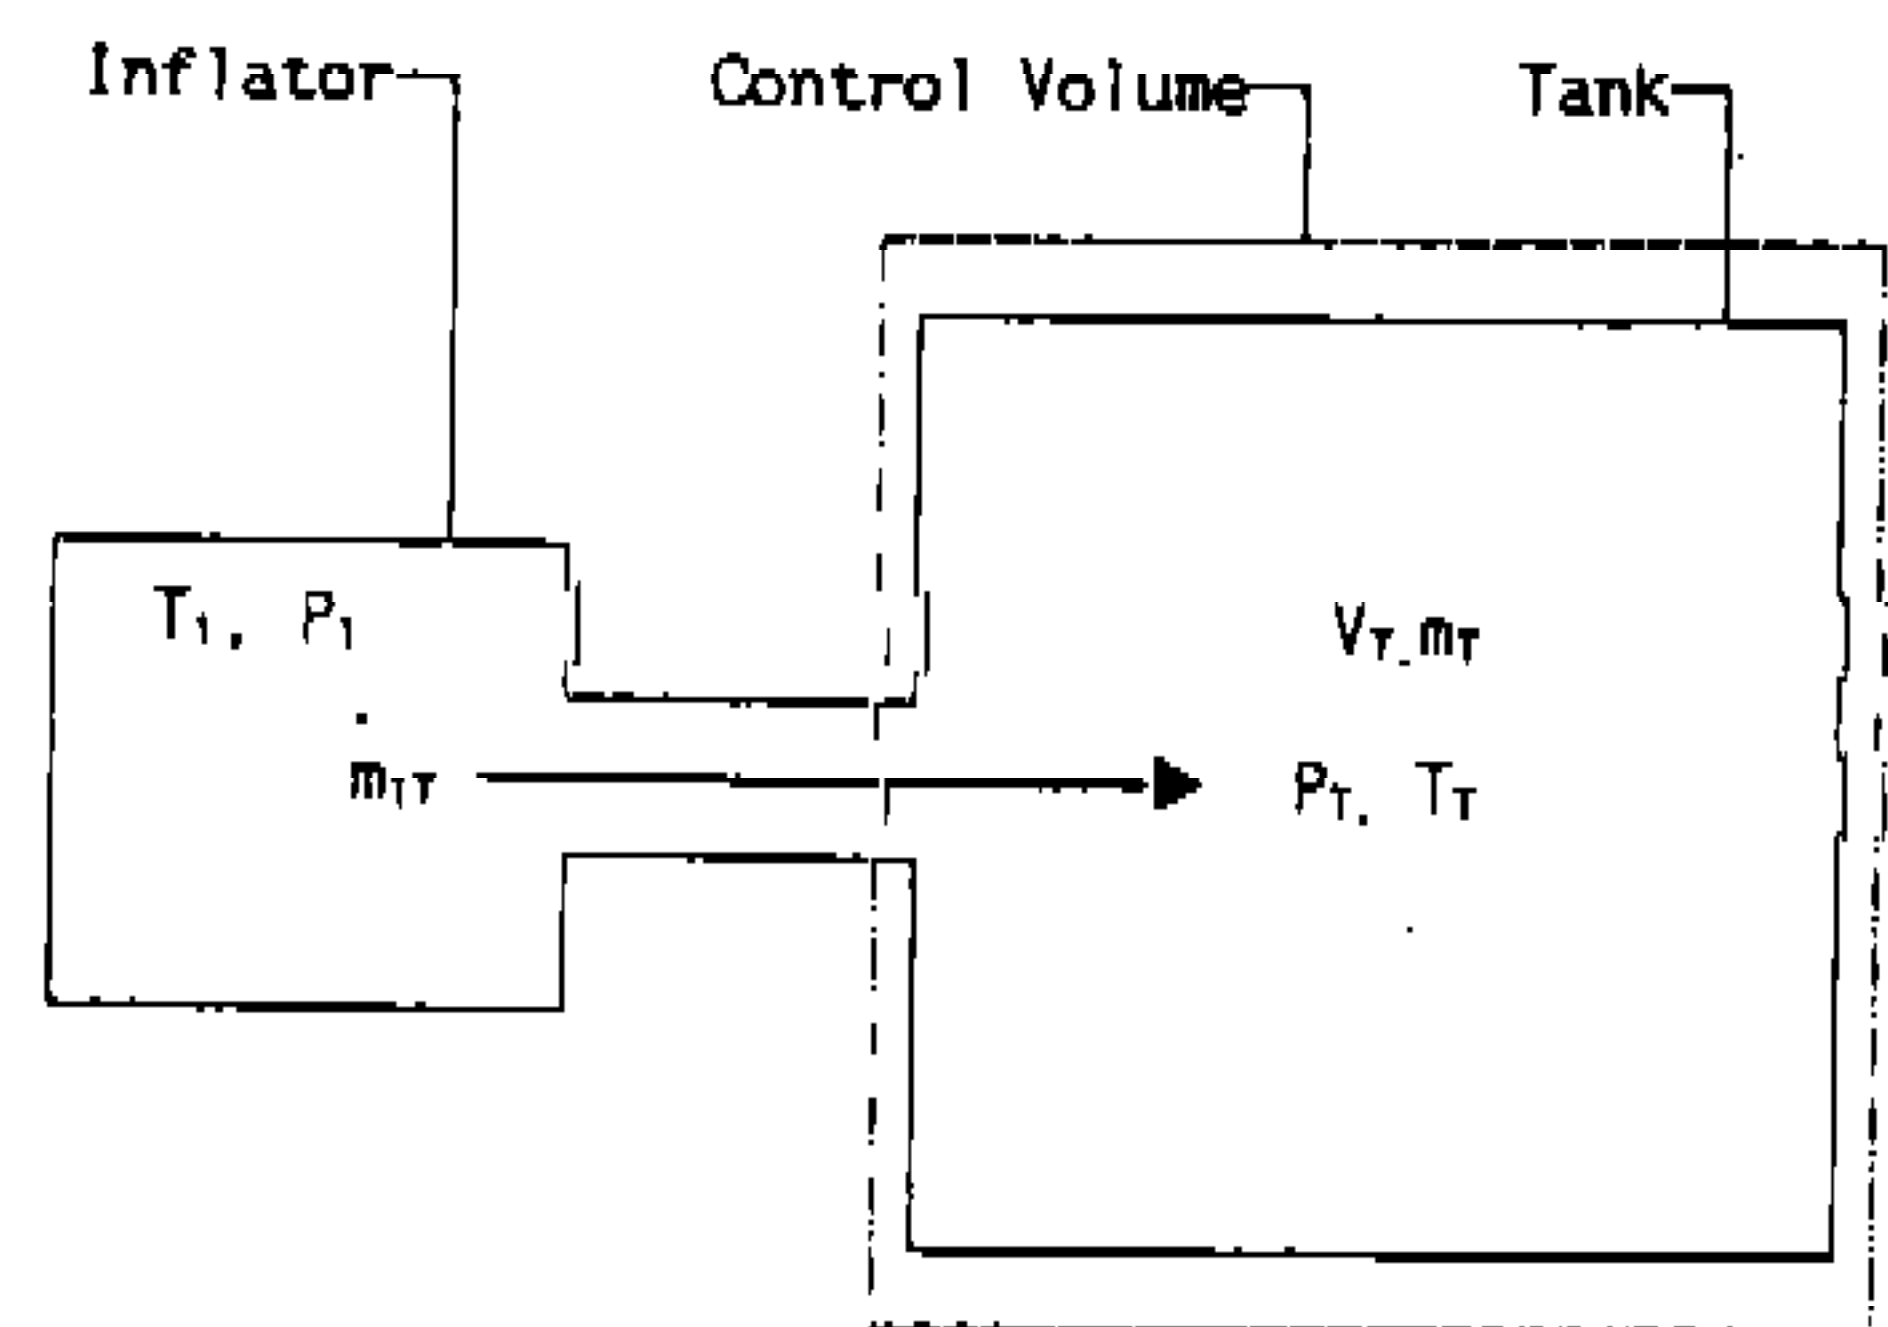 Inflator
Control Volume
Tank
T₁, P₁
V_T, m_T
ṁ_IT
P_T, T_T